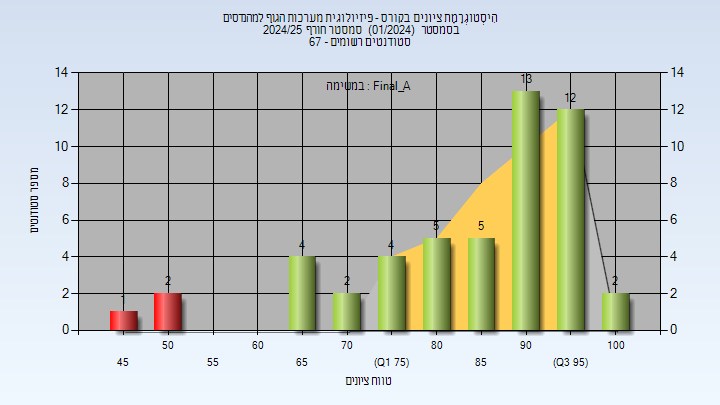 היסטוגרמת ציונים בקורס - פיזיולוגית מערכות הגוף למהנדסים
בסמסטר (01/2024) סמסטר חורף 2024/25
סטודנטים רשומים - 67
במשימה : Final_A
מספר סטודנטים
14 14
12 12
10 10
8 8
6 6
4 4
2 2
0 0
1 2 4 2 4 5 5 13 12 2
50 60 70 80 90 100
45 55 65 (Q1 75) 85 (Q3 95)
טווח ציונים